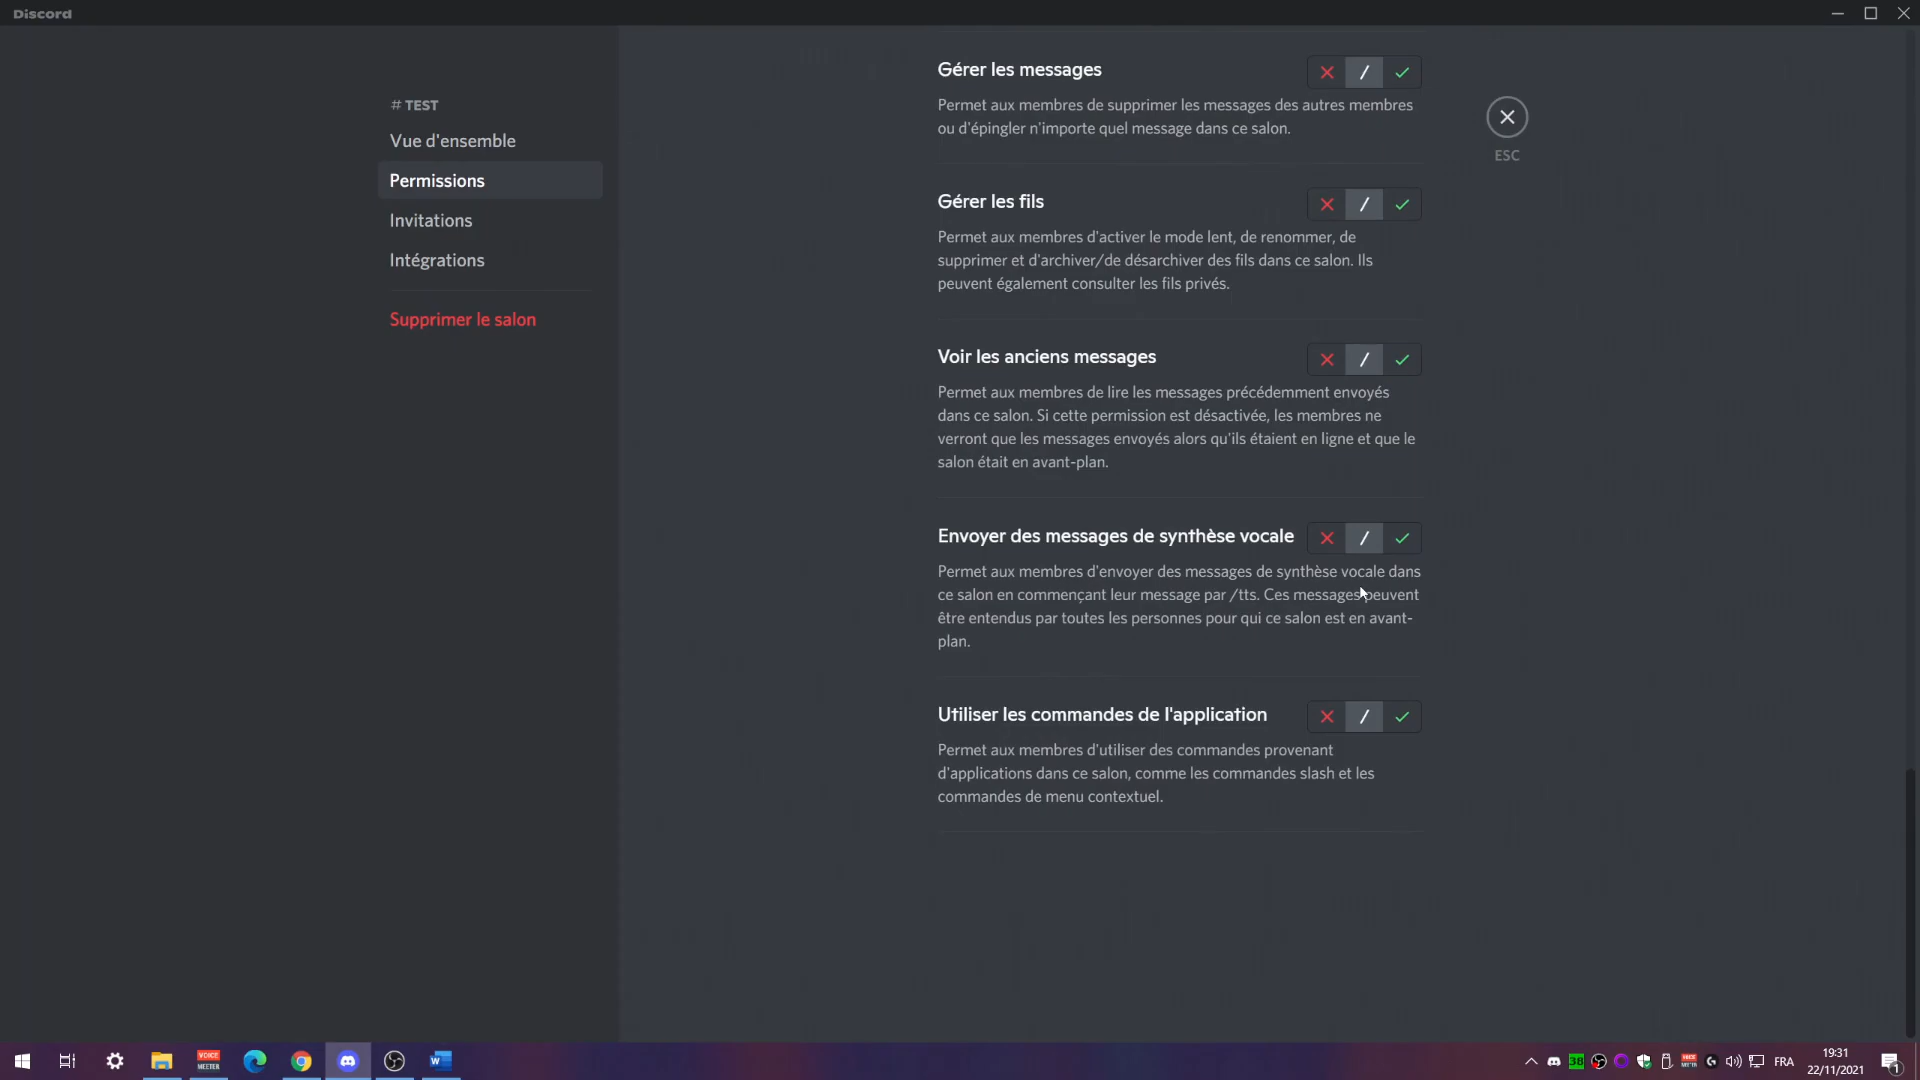 Discord
# TEST
Vue d'ensemble
Permissions
Invitations
Intégrations
Supprimer le salon
Gérer les messages
Permet aux membres de supprimer les messages des autres membres
ou d'épingler n'importe quel message dans ce salon.
Gérer les fils
Permet aux membres d'activer le mode lent, de renommer, de
supprimer et d'archiver/de désarchiver des fils dans ce salon. Ils
peuvent également consulter les fils privés.
Voir les anciens messages
Permet aux membres de lire les messages précédemment envoyés
dans ce salon. Si cette permission est désactivée, les membres ne
verront que les messages envoyés alors qu'ils étaient en ligne et que le
salon était en avant-plan.
Envoyer des messages de synthèse vocale
Permet aux membres d'envoyer des messages de synthèse vocale dans
ce salon en commençant leur message par /tts. Ces messages peuvent
être entendus par toutes les personnes pour qui ce salon est en avant-
plan.
Utiliser les commandes de l'application
Permet aux membres d'utiliser des commandes provenant
d'applications dans ce salon, comme les commandes slash et les
commandes de menu contextuel.
ESC
VOICE
MEETER
W
38
FRA
19:31
22/11/2021
1